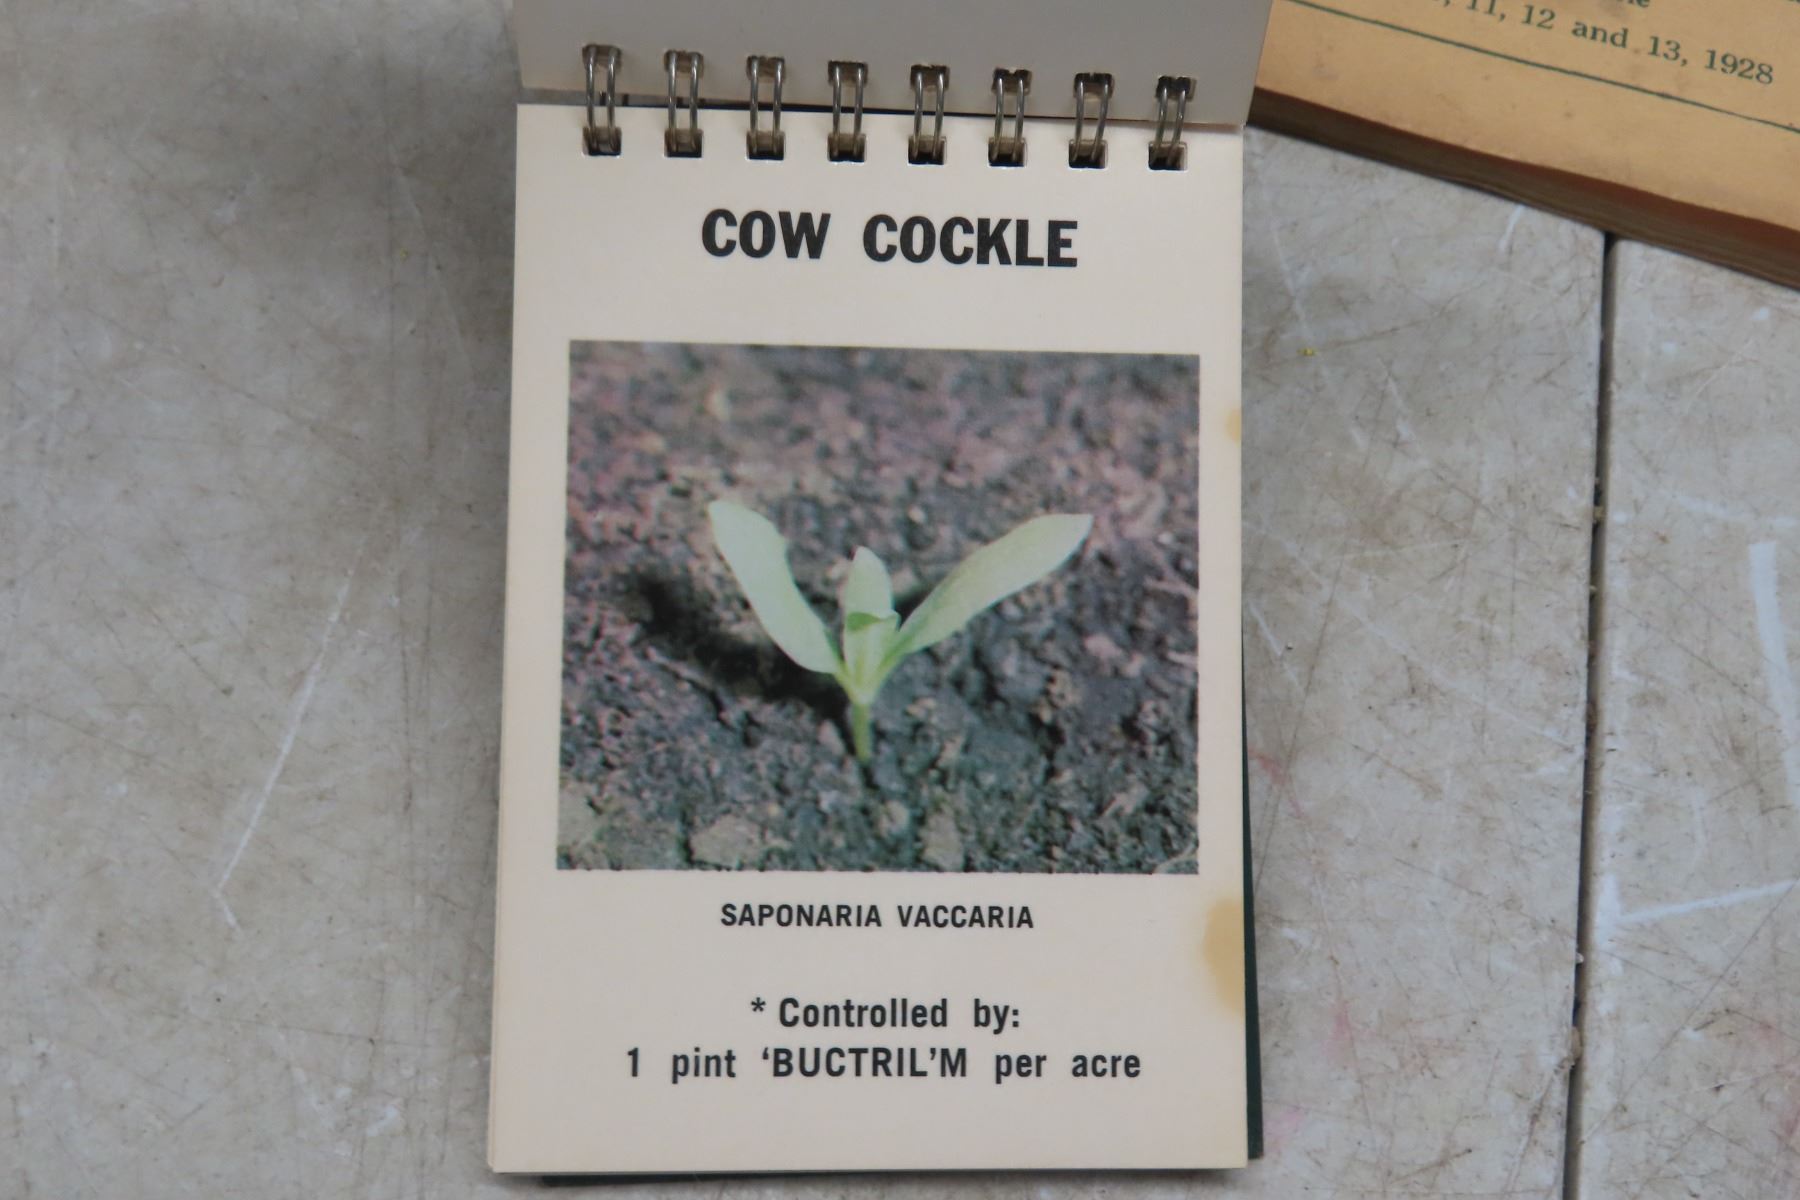 COW COCKLE
SAPONARIA VACCARIA
* Controlled by:
1 pint ‘BUCTRIL’M per acre
11, 12 and 13, 1928